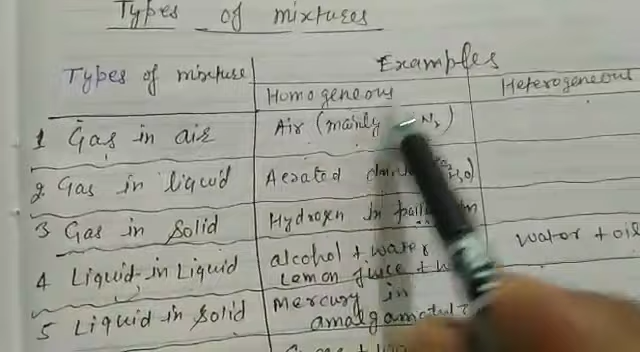 Types of mixtures
Types of mixture Examples
Homogeneous Heterogeneous
1 Gas in air Air (mainly N₂)
2 Gas in liquid Aerated H₂O)
3 Gas in Solid Hydrogen in
4 Liquid in Liquid alcohol + water Water + oil
Lemon Juice +
5 Liquid in Solid Mercury in